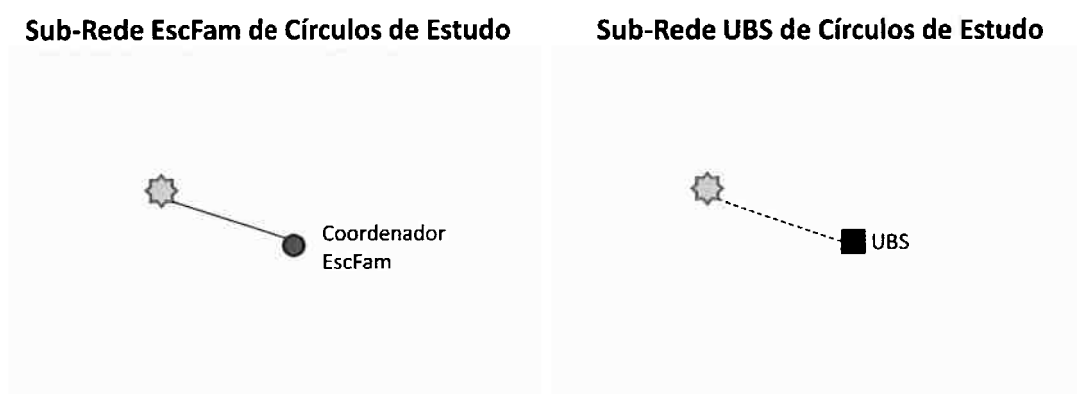 Sub-Rede EscFam de Círculos de Estudo
Sub-Rede UBS de Círculos de Estudo
Coordenador
EscFam
UBS